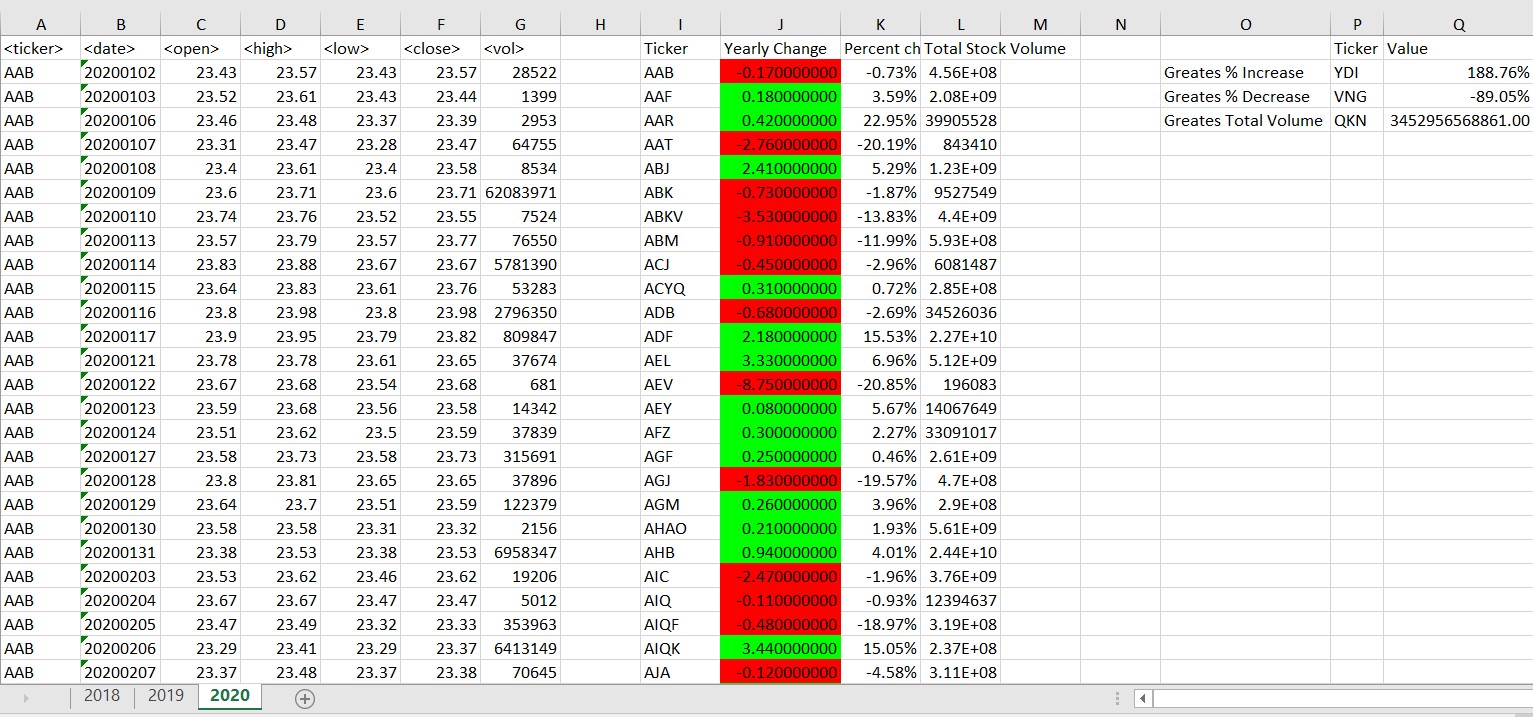 A B C D E F G H I J K L M N O P Q
<ticker> <date> <open> <high> <low> <close> <vol> Ticker Yearly Change Percent ch Total Stock Volume Ticker Value
AAB 20200102 23.43 23.57 23.43 23.57 28522 AAB -0.170000000 -0.73% 4.56E+08 Greates % Increase YDI 188.76%
AAB 20200103 23.52 23.61 23.43 23.44 1399 AAF 0.180000000 3.59% 2.08E+09 Greates % Decrease VNG -89.05%
AAB 20200106 23.46 23.48 23.37 23.39 2953 AAR 0.420000000 22.95% 39905528 Greates Total Volume QKN 3452956568861.00
AAB 20200107 23.31 23.47 23.28 23.47 64755 AAT -2.760000000 -20.19% 843410
AAB 20200108 23.4 23.61 23.4 23.58 8534 ABJ 2.410000000 5.29% 1.23E+09
AAB 20200109 23.6 23.71 23.6 23.71 62083971 ABK -0.730000000 -1.87% 9527549
AAB 20200110 23.74 23.76 23.52 23.55 7524 ABKV -3.530000000 -13.83% 4.4E+09
AAB 20200113 23.57 23.79 23.57 23.77 76550 ABM -0.910000000 -11.99% 5.93E+08
AAB 20200114 23.83 23.88 23.67 23.67 5781390 ACJ -0.450000000 -2.96% 6081487
AAB 20200115 23.64 23.83 23.61 23.76 53283 ACYQ 0.310000000 0.72% 2.85E+08
AAB 20200116 23.8 23.98 23.8 23.98 2796350 ADB -0.680000000 -2.69% 34526036
AAB 20200117 23.9 23.95 23.79 23.82 809847 ADF 2.180000000 15.53% 2.27E+10
AAB 20200121 23.78 23.78 23.61 23.65 37674 AEL 3.330000000 6.96% 5.12E+09
AAB 20200122 23.67 23.68 23.54 23.68 681 AEV -8.750000000 -20.85% 196083
AAB 20200123 23.59 23.68 23.56 23.58 14342 AEY 0.080000000 5.67% 14067649
AAB 20200124 23.51 23.62 23.5 23.59 37839 AFZ 0.300000000 2.27% 33091017
AAB 20200127 23.58 23.73 23.58 23.73 315691 AGF 0.250000000 0.46% 2.61E+09
AAB 20200128 23.8 23.81 23.65 23.65 37896 AGJ -1.830000000 -19.57% 4.7E+08
AAB 20200129 23.64 23.7 23.51 23.59 122379 AGM 0.260000000 3.96% 2.9E+08
AAB 20200130 23.58 23.58 23.31 23.32 2156 AHAO 0.210000000 1.93% 5.61E+09
AAB 20200131 23.38 23.53 23.38 23.53 6958347 AHB 0.940000000 4.01% 2.44E+10
AAB 20200203 23.53 23.62 23.46 23.62 19206 AIC -2.470000000 -1.96% 3.76E+09
AAB 20200204 23.67 23.67 23.47 23.47 5012 AIQ -0.110000000 -0.93% 12394637
AAB 20200205 23.47 23.49 23.32 23.33 353963 AIQF -0.480000000 -18.97% 3.19E+08
AAB 20200206 23.29 23.41 23.29 23.37 6413149 AIQK 3.440000000 15.05% 2.37E+08
AAB 20200207 23.37 23.48 23.37 23.38 70645 AJA -0.120000000 -4.58% 3.11E+08
2018 2019 2020